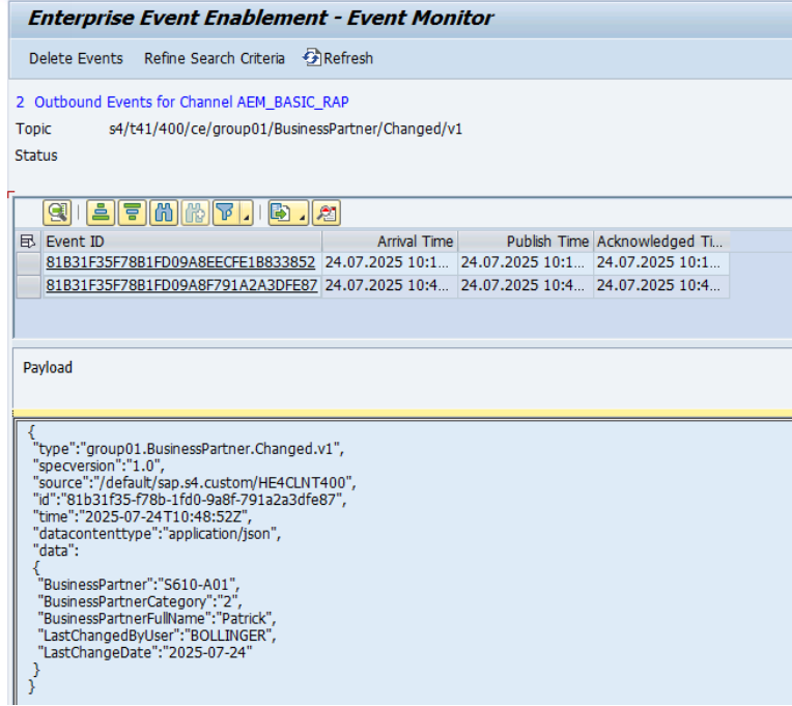 Enterprise Event Enablement - Event Monitor
Delete Events Refine Search Criteria Refresh
2 Outbound Events for Channel AEM_BASIC_RAP
Topic s4/t41/400/ce/group01/BusinessPartner/Changed/v1
Status
Event ID Arrival Time Publish Time Acknowledged Ti...
81B31F35F78B1FD09A8EECFE1B833852 24.07.2025 10:1... 24.07.2025 10:1... 24.07.2025 10:1...
81B31F35F78B1FD09A8F791A2A3DFE87 24.07.2025 10:4... 24.07.2025 10:4... 24.07.2025 10:4...
Payload
{
"type":"group01.BusinessPartner.Changed.v1",
"specversion":"1.0",
"source":"/default/sap.s4.custom/HE4CLNT400",
"id":"81b31f35-f78b-1fd0-9a8f-791a2a3dfe87",
"time":"2025-07-24T10:48:52Z",
"datacontenttype":"application/json",
"data":
{
"BusinessPartner":"S610-A01",
"BusinessPartnerCategory":"2",
"BusinessPartnerFullName":"Patrick",
"LastChangedByUser":"BOLLINGER",
"LastChangeDate":"2025-07-24"
}
}